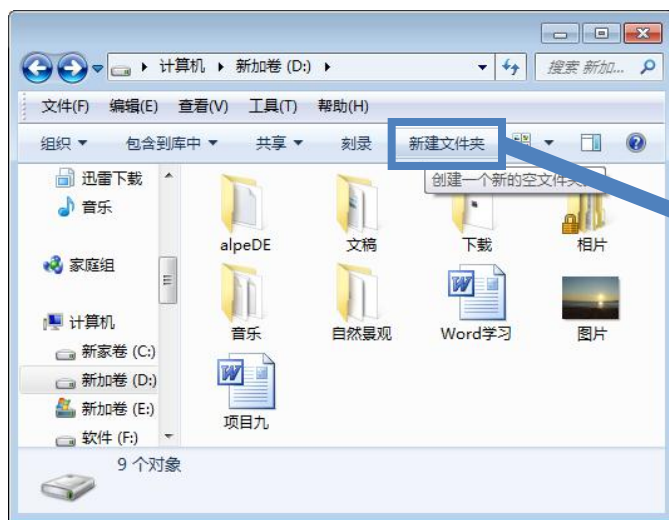 计算机 新加卷 (D:)
搜索 新加...
文件(F) 编辑(E) 查看(V) 工具(T) 帮助(H)
组织 包含到库中 共享 刻录 新建文件夹
创建一个新的空文件夹
迅雷下载
音乐
家庭组
计算机
新家卷 (C:)
新加卷 (D:)
新加卷 (E:)
软件 (F:)
alpeDE 文稿 下载 相片
音乐 自然景观 Word学习 图片
项目九
9 个对象